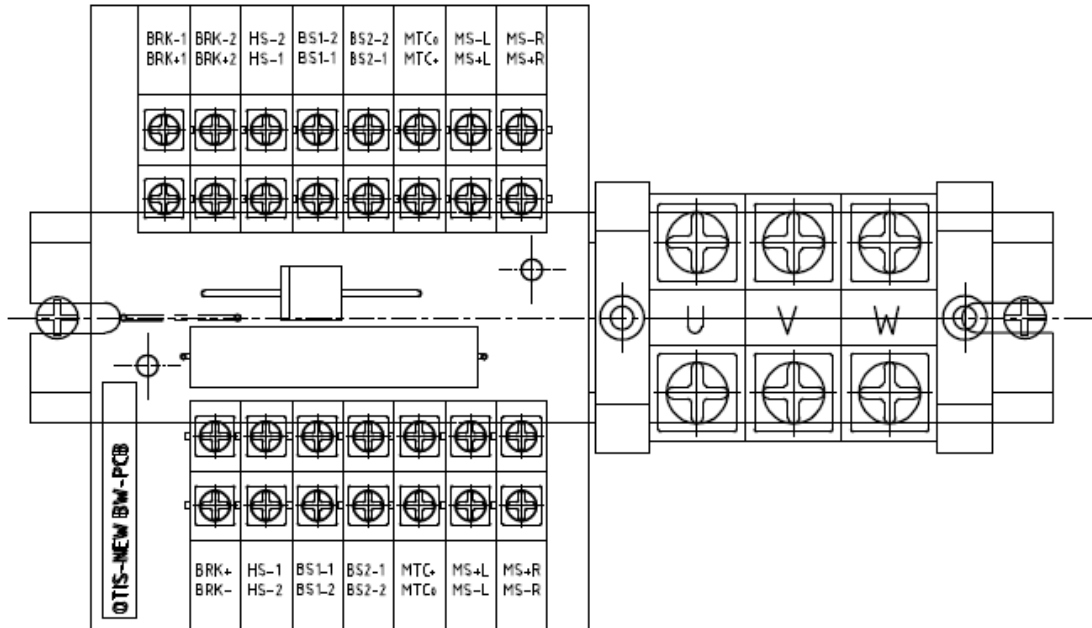 BRK-1 BRK-2 HS-2 BS1-2 BS2-2 MTC0 MS-L MS-R
BRK+1 BRK+2 HS-1 BS1-1 BS2-1 MTC+ MS+L MS+R
U V W
OTIS-NEW BW-PCB
BRK+ HS-1 BS1-1 BS2-1 MTC+ MS+L MS+R
BRK- HS-2 BS1-2 BS2-2 MTC0 MS-L MS-R